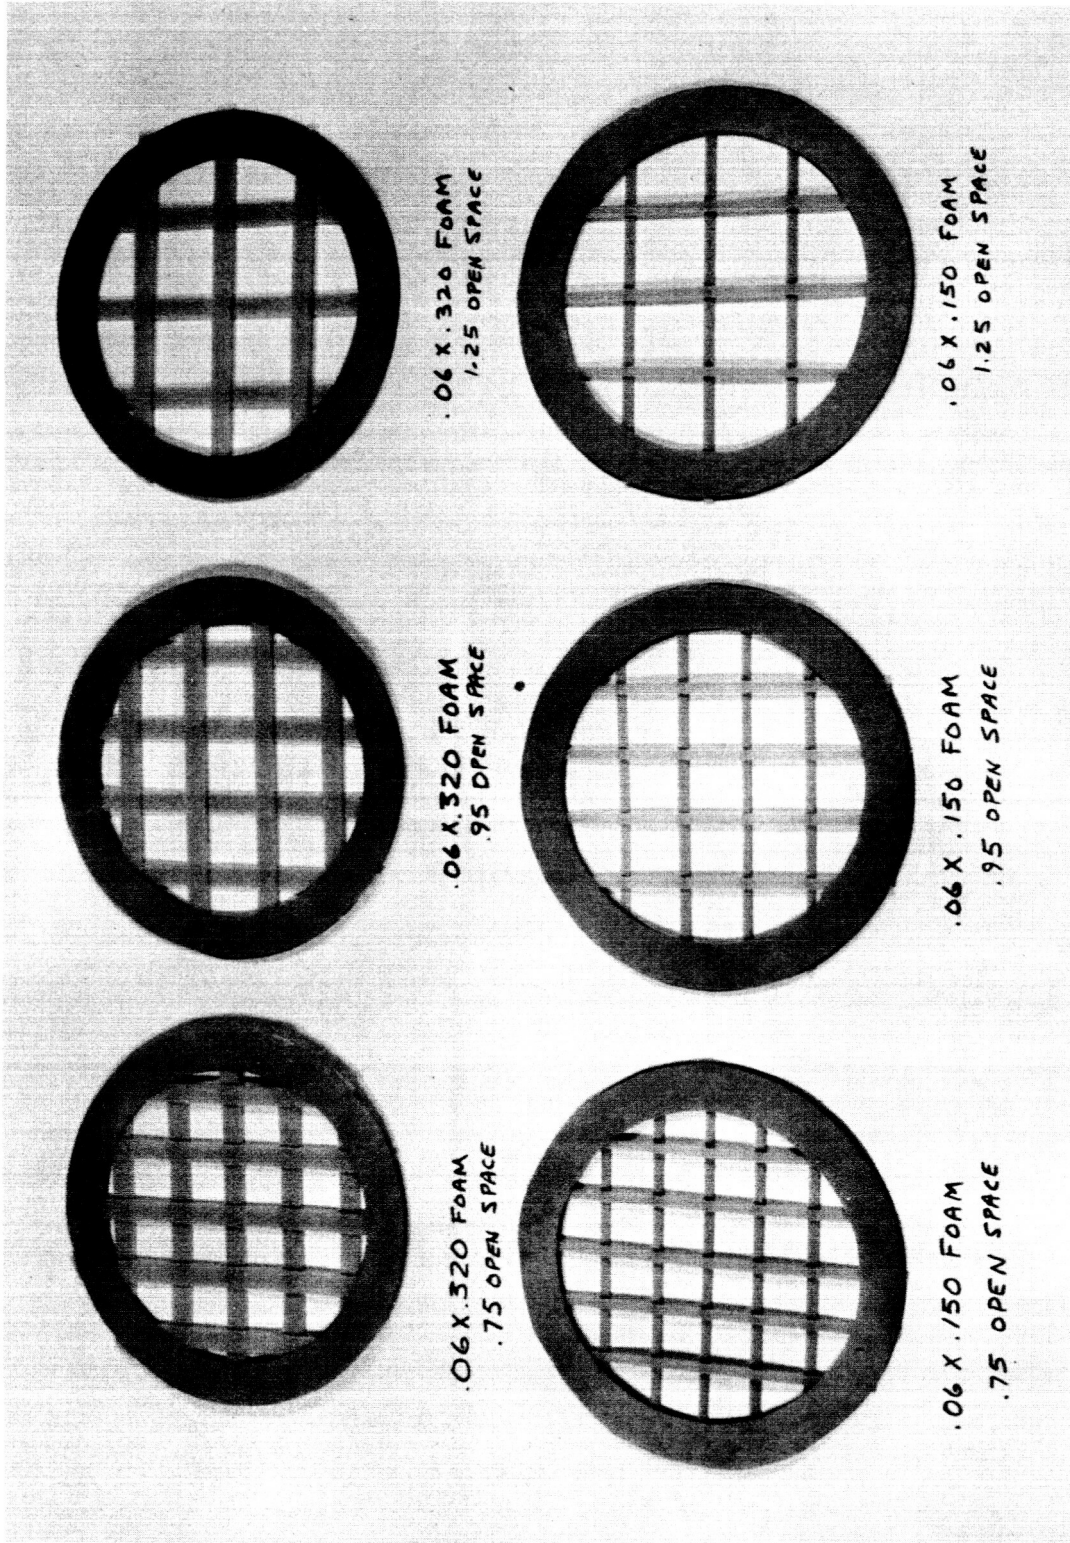 .06 X .320 FOAM
.75 OPEN SPACE
.06 X .320 FOAM
.95 OPEN SPACE
.06 X .320 FOAM
1.25 OPEN SPACE
.06 X .150 FOAM
.75 OPEN SPACE
.06 X .150 FOAM
.95 OPEN SPACE
.06 X .150 FOAM
1.25 OPEN SPACE